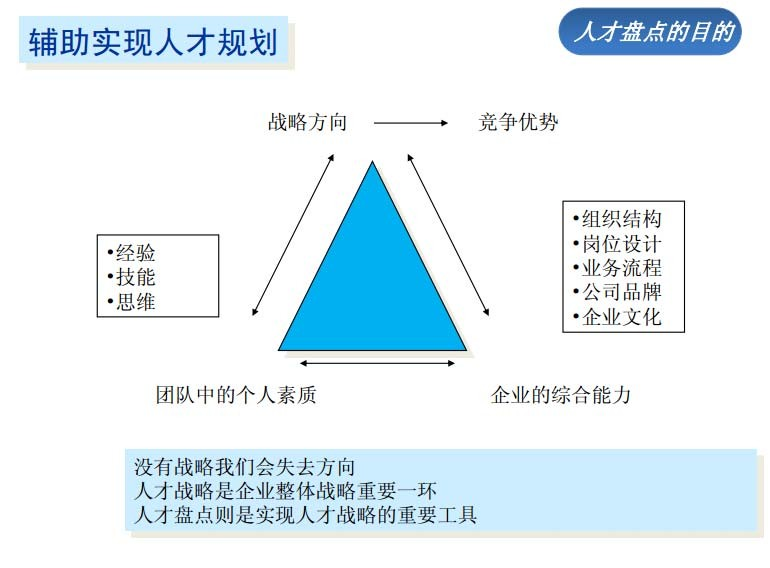 辅助实现人才规划
人才盘点的目的
战略方向
竞争优势
•经验
•技能
•思维
•组织结构
•岗位设计
•业务流程
•公司品牌
•企业文化
团队中的个人素质
企业的综合能力
没有战略我们会失去方向
人才战略是企业整体战略重要一环
人才盘点则是实现人才战略的重要工具